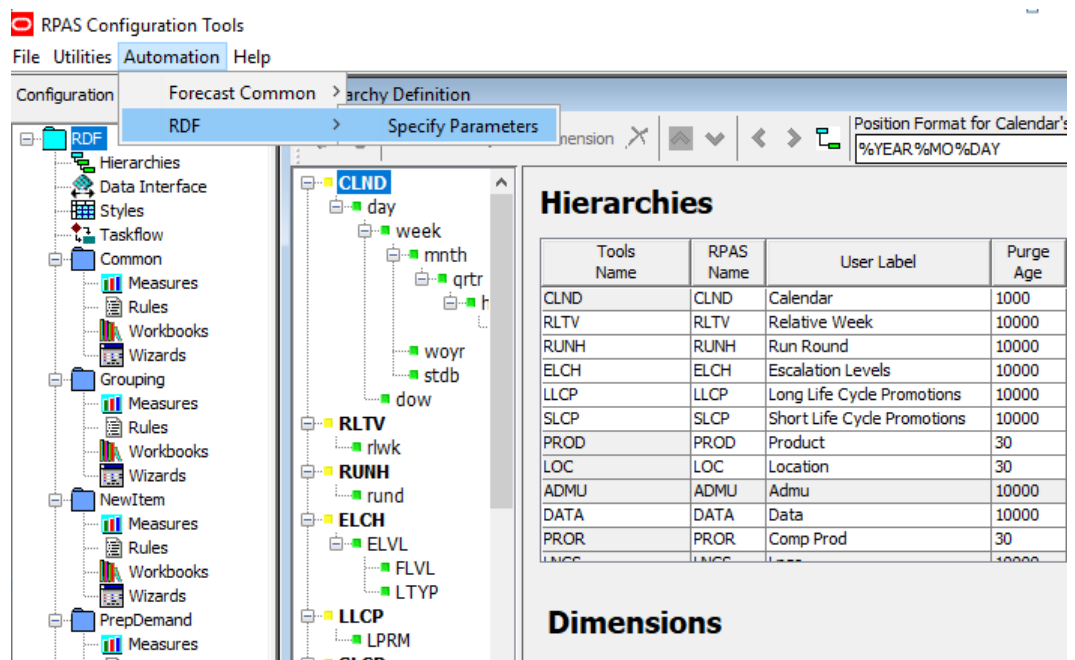 RPAS Configuration Tools
File Utilities Automation Help
Configuration
Forecast Common >
archy Definition
RDF >
Specify Parameters
mension
Position Format for Calendar's
%YEAR%MO%DAY
RDF
Hierarchies
Data Interface
Styles
Taskflow
Common
Measures
Rules
Workbooks
Wizards
Grouping
Measures
Rules
Workbooks
Wizards
NewItem
Measures
Rules
Workbooks
Wizards
PrepDemand
Measures
CLND
day
week
mnth
qrtr
h
woyr
stdb
dow
RLTV
rlwk
RUNH
rund
ELCH
ELVL
FLVL
LTYP
LLCP
LPRM
Hierarchies
Tools Name RPAS Name User Label Purge Age
CLND CLND Calendar 1000
RLTV RLTV Relative Week 10000
RUNH RUNH Run Round 10000
ELCH ELCH Escalation Levels 10000
LLCP LLCP Long Life Cycle Promotions 10000
SLCP SLCP Short Life Cycle Promotions 10000
PROD PROD Product 30
LOC LOC Location 30
ADMU ADMU Admu 10000
DATA DATA Data 10000
PROR PROR Comp Prod 30
Dimensions